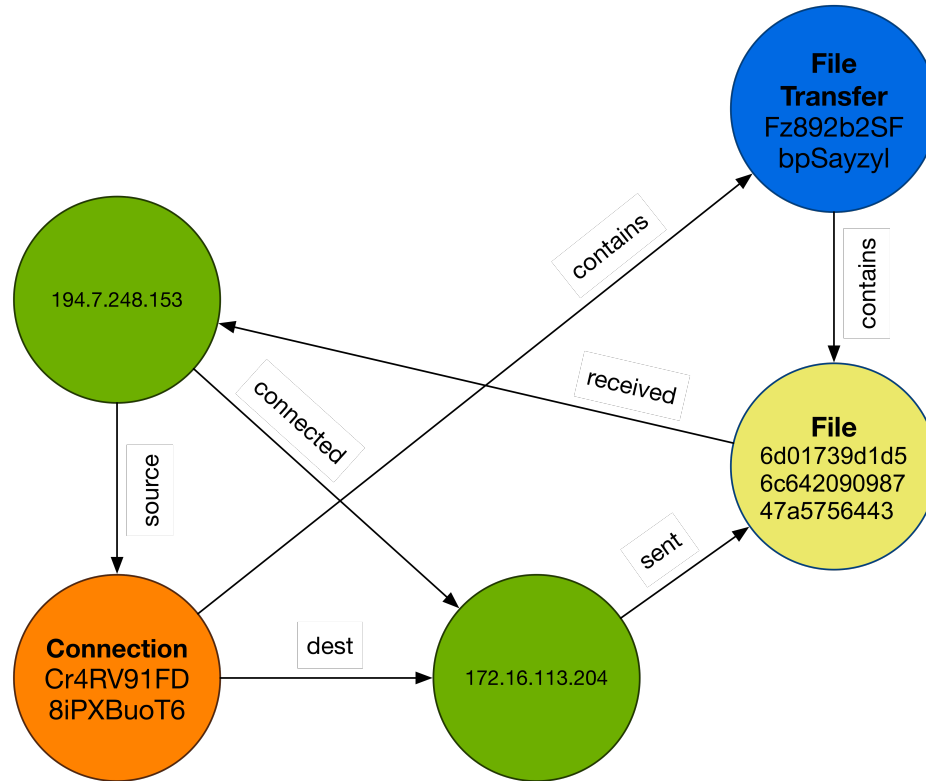 File
Transfer
Fz892b2SF
bpSayzyl
contains
contains
194.7.248.153
received
connected
source
File
6d01739d1d5
6c642090987
47a5756443
sent
dest
Connection
Cr4RV91FD
8iPXBuoT6
172.16.113.204